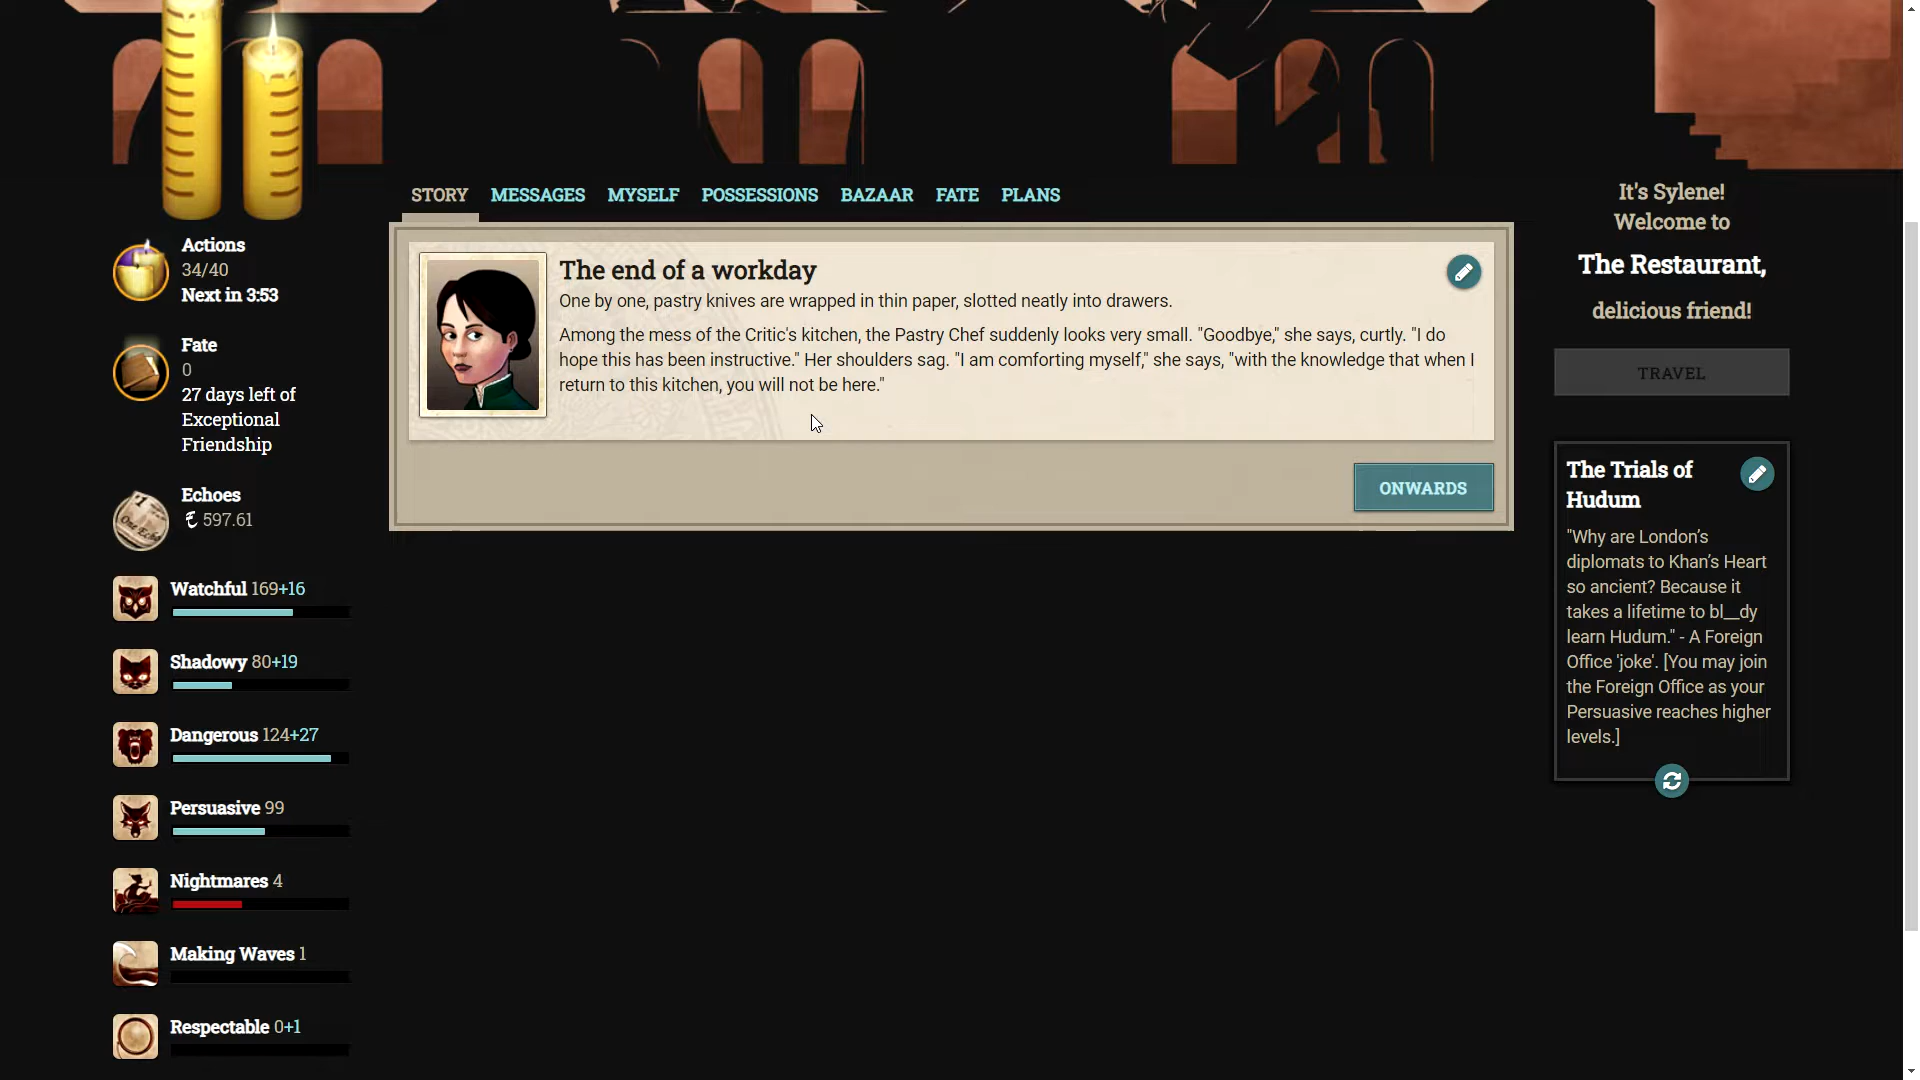 STORY MESSAGES MYSELF POSSESSIONS BAZAAR FATE PLANS
Actions
34/40
Next in 3:53
Fate
0
27 days left of
Exceptional
Friendship
Echoes
597.61
Watchful 169+16
Shadowy 80+19
Dangerous 124+27
Persuasive 99
Nightmares 4
Making Waves 1
Respectable 0+1
The end of a workday
One by one, pastry knives are wrapped in thin paper, slotted neatly into drawers.
Among the mess of the Critic's kitchen, the Pastry Chef suddenly looks very small. "Goodbye," she says, curtly. "I do
hope this has been instructive." Her shoulders sag. "I am comforting myself," she says, "with the knowledge that when I
return to this kitchen, you will not be here."
ONWARDS
It's Sylene!
Welcome to
The Restaurant,
delicious friend!
TRAVEL
The Trials of
Hudum
"Why are London’s
diplomats to Khan’s Heart
so ancient? Because it
takes a lifetime to bl__dy
learn Hudum." - A Foreign
Office 'joke'. [You may join
the Foreign Office as your
Persuasive reaches higher
levels.]